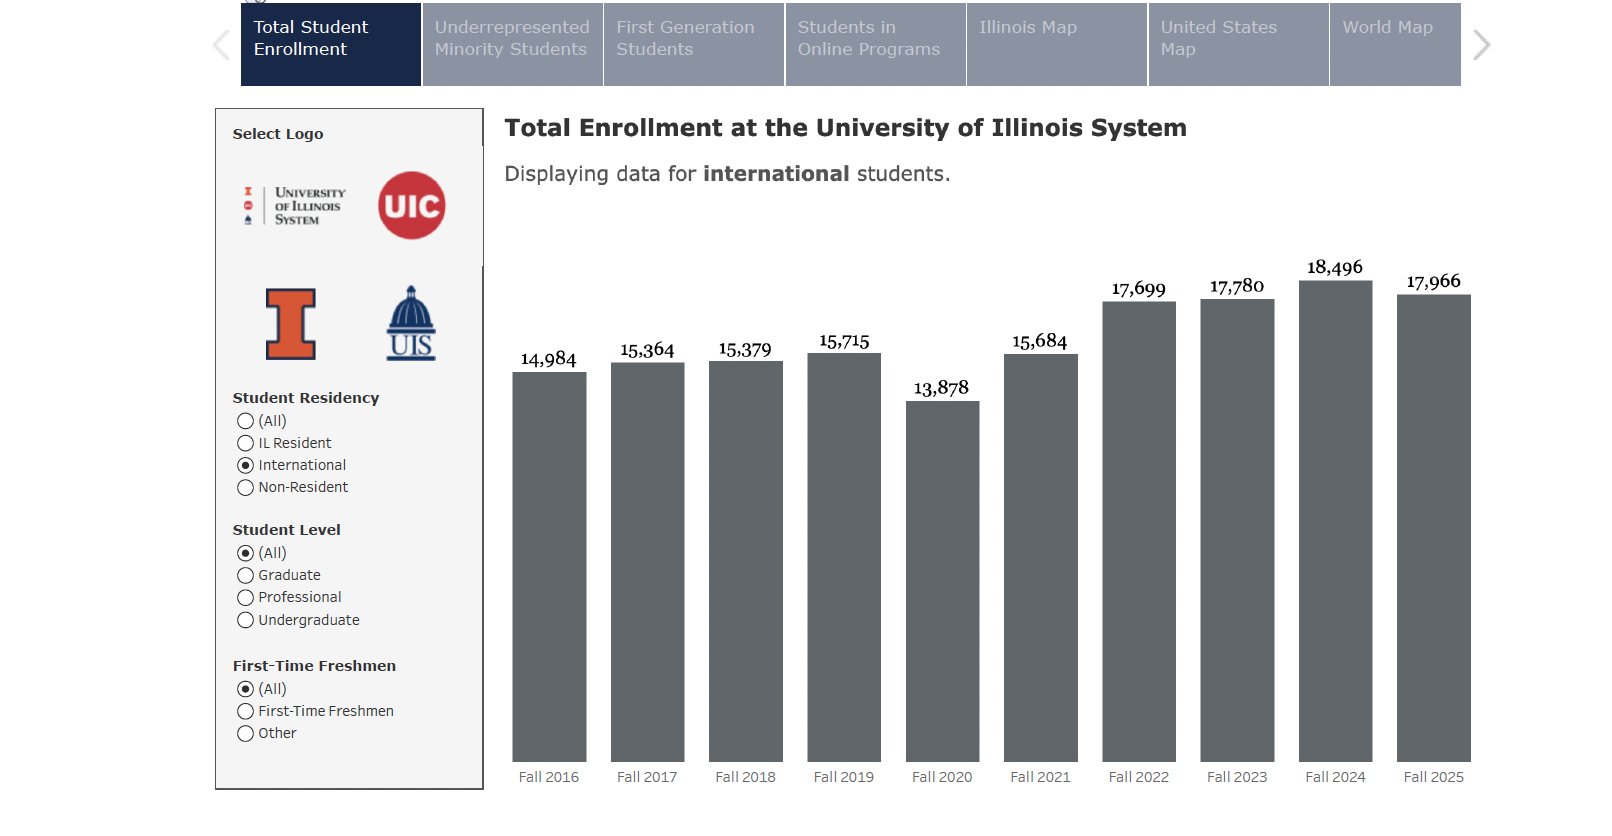 Total Student
Enrollment
Underrepresented
Minority Students
First Generation
Students
Students in
Online Programs
Illinois Map
United States
Map
World Map
Select Logo
UNIVERSITY
OF ILLINOIS
SYSTEM
UIC
I
UIS
Student Residency
(All)
IL Resident
International
Non-Resident
Student Level
(All)
Graduate
Professional
Undergraduate
First-Time Freshmen
(All)
First-Time Freshmen
Other
Total Enrollment at the University of Illinois System
Displaying data for international students.
14,984
15,364
15,379
15,715
13,878
15,684
17,699
17,780
18,496
17,966
Fall 2016
Fall 2017
Fall 2018
Fall 2019
Fall 2020
Fall 2021
Fall 2022
Fall 2023
Fall 2024
Fall 2025